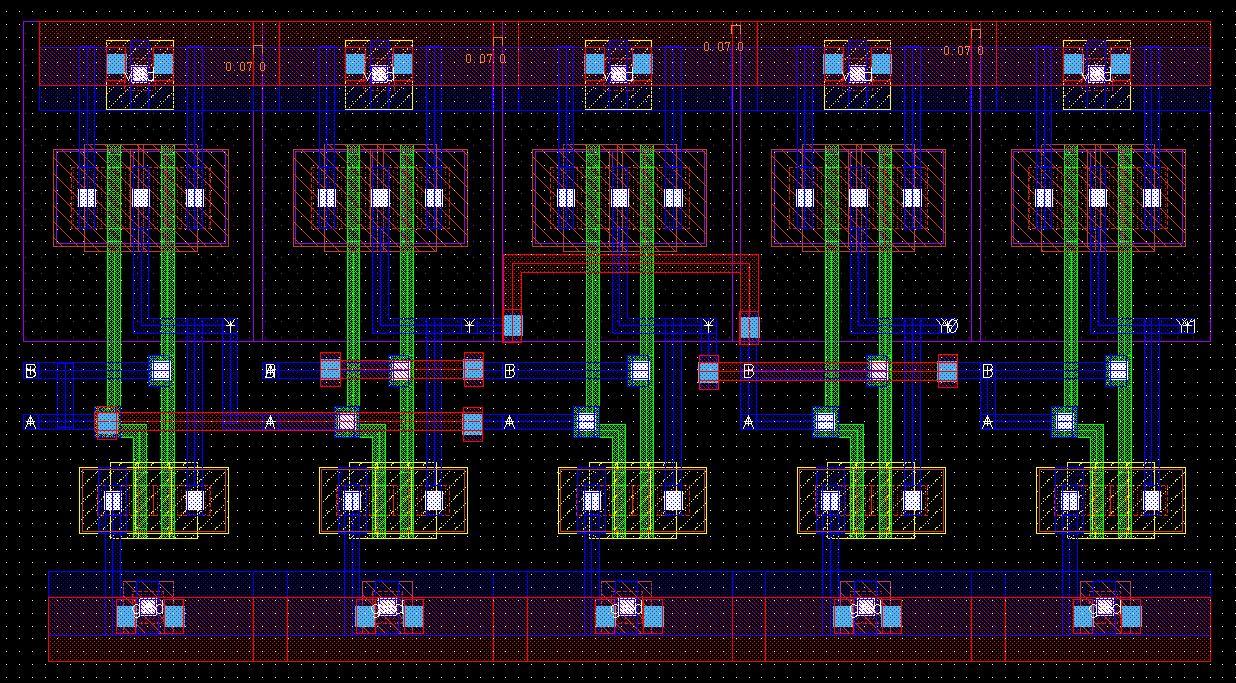 0.07 0
0.07 0
0.07 0
0.07 0
vdd vdd vdd vdd vdd
Y Y Y Y0 Y1
B B B B B
A A A A A
gnd gnd gnd gnd gnd